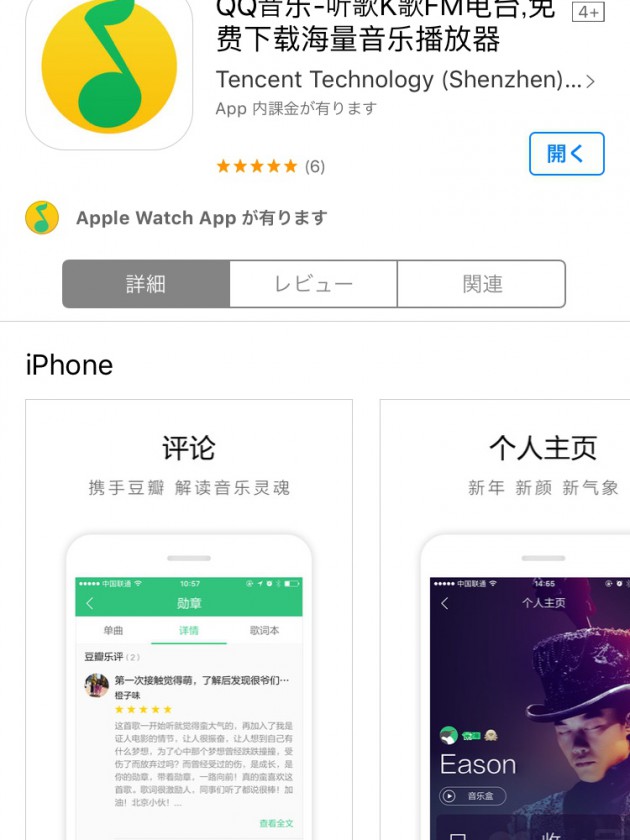 QQ音乐-听歌K歌FM电台,免
费下载海量音乐播放器
4+
Tencent Technology (Shenzhen)...
App 内課金が有ります
(6)
開く
Apple Watch App が有ります
詳細
レビュー
関連
iPhone
评论
携手豆瓣 解读音乐灵魂
中国联通
10:57
勋章
单曲
详情
歌词本
豆瓣乐评 (2)
第一次接触觉得萌，了解后发现很爷们…
橙子味
这首歌一开始听就觉得蛮大气的，再加入了我是
证人电影的情节，让人很振奋，让人想到自己有
什么梦想，为了心中那个梦想曾经跌跌撞撞，受
伤了而放弃过吗？而曾经受过的伤，是成长，是
你的勋章，带着勋章，一路向前！真的蛮喜欢这
首歌。歌词很激励人，同事们听了都说很棒！加
油！北京小伙！...
查看全文
个人主页
新年 新颜 新气象
中国联通
14:55
个人主页
Eason
音乐盒